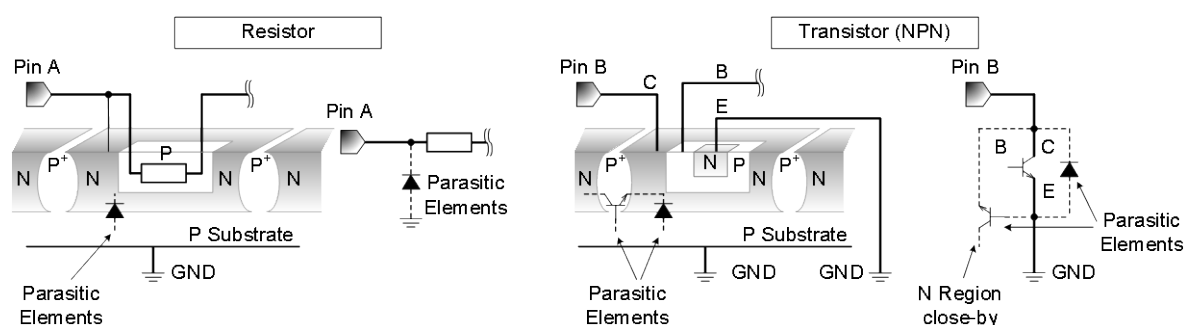 Resistor
Transistor (NPN)
Pin A
Pin B
C
B
E
Pin B
Pin A
N
P+
N
P
N
P+
N
Parasitic
Elements
P Substrate
GND
Parasitic
Elements
N
P+
N
N
P
N
P+
N
P Substrate
GND
GND
Parasitic
Elements
B
C
E
Parasitic
Elements
GND
N Region
close-by